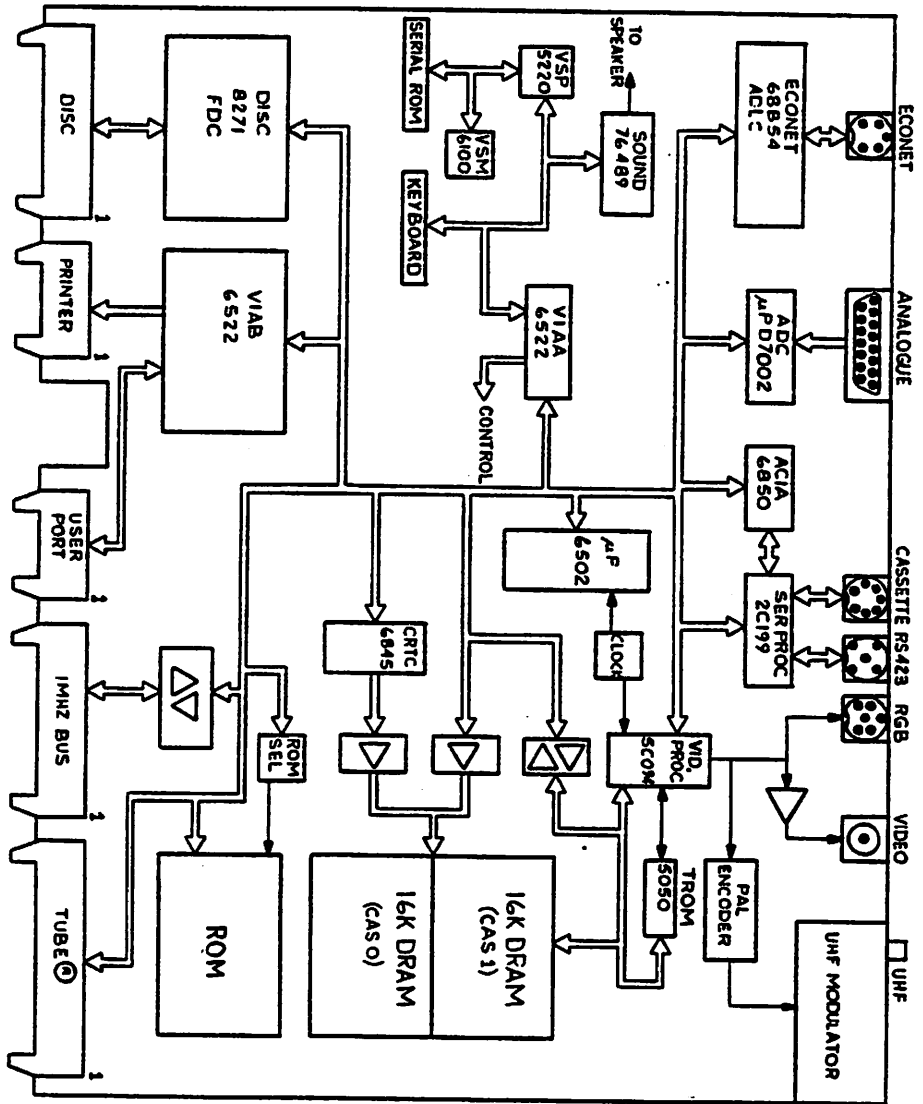 ECONET
ANALOGUE
CASSETTE
RS423
RGB
VIDEO
UHF
ECONET
68B54
ADLC
ADC
µPD7002
ACIA
6850
SERPROC
2C199
PAL
ENCODER
UHF MODULATOR
TO
SPEAKER
SOUND
76489
µP
6502
CLOCK
VID.
PROC
TROM
5050
VSP
5220
VSM
6100
SERIAL ROM
KEYBOARD
VIAA
6522
CONTROL
CRTC
6845
16K DRAM
(CAS 1)
16K DRAM
(CAS 0)
DISC
8271
FDC
VIAB
6522
ROM
SEL
ROM
DISC
1
PRINTER
1
USER
PORT
1
1MHZ BUS
1
TUBE®
1